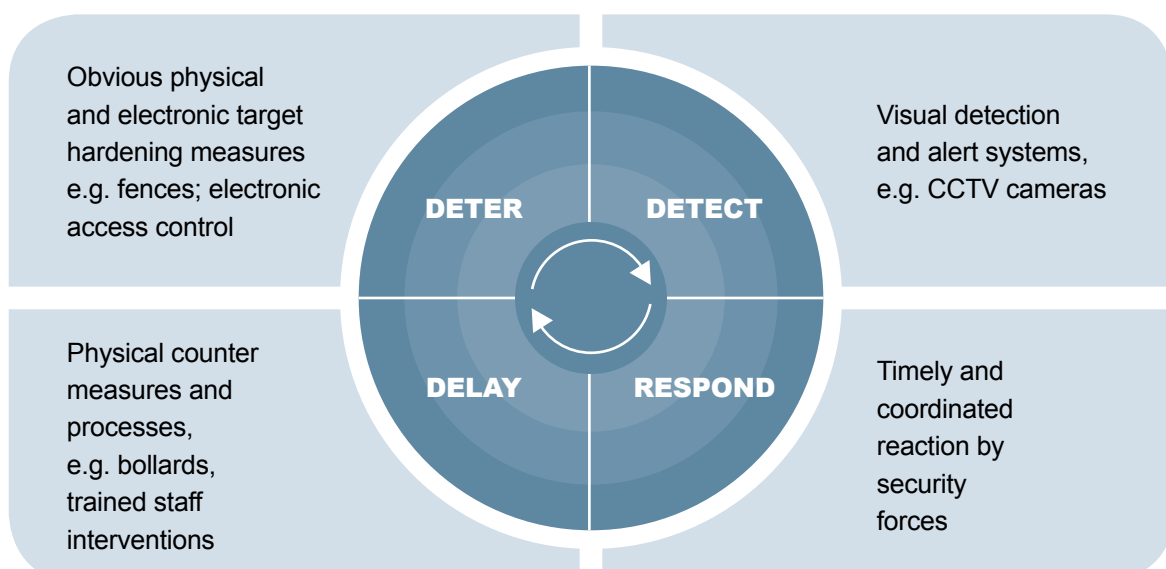 Obvious physical
and electronic target
hardening measures
e.g. fences; electronic
access control
DETER
DETECT
Visual detection
and alert systems,
e.g. CCTV cameras
Physical counter
measures and
processes,
e.g. bollards,
trained staff
interventions
DELAY
RESPOND
Timely and
coordinated
reaction by
security
forces